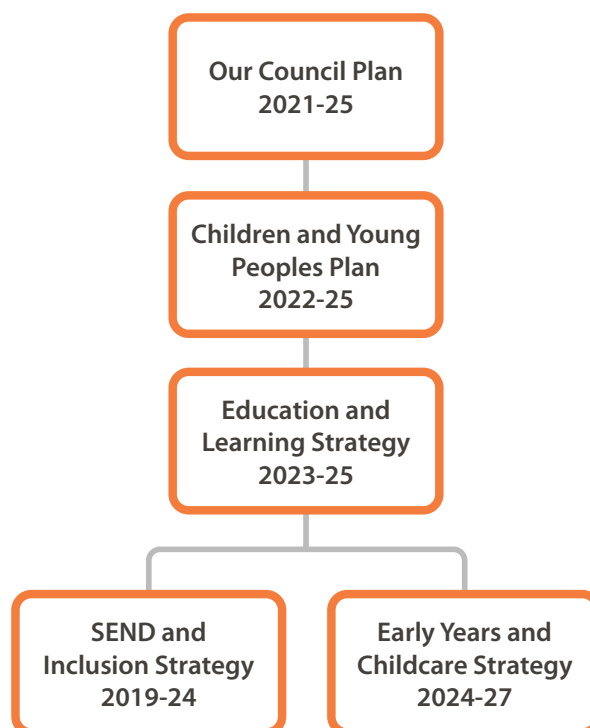 Our Council Plan
2021-25
Children and Young
Peoples Plan
2022-25
Education and
Learning Strategy
2023-25
SEND and
Inclusion Strategy
2019-24
Early Years and
Childcare Strategy
2024-27